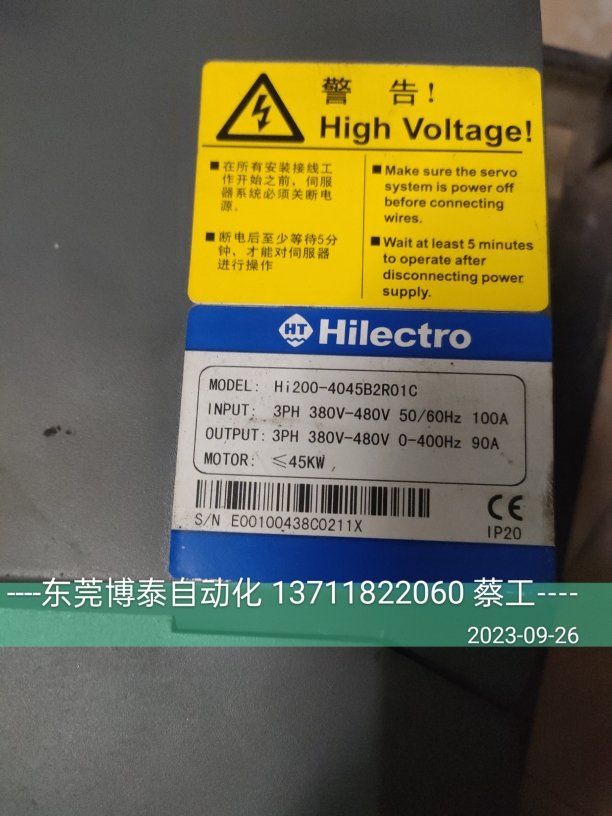 警 告!
High Voltage!
■在所有安装接线工
作开始之前，伺服
器系统必须关断电
源.
■断电后至少等待5分
钟，才能对伺服器
进行操作
■Make sure the servo
system is power off
before connecting
wires.
■Wait at least 5 minutes
to operate after
disconnecting power
supply.
HT Hilectro
MODEL: Hi200-4045B2R01C
INPUT: 3PH 380V-480V 50/60Hz 100A
OUTPUT: 3PH 380V-480V 0-400Hz 90A
MOTOR: ≤45KW
S/N E00100438C0211X
CE
IP20
----东莞博泰自动化 13711822060 蔡工----
2023-09-26